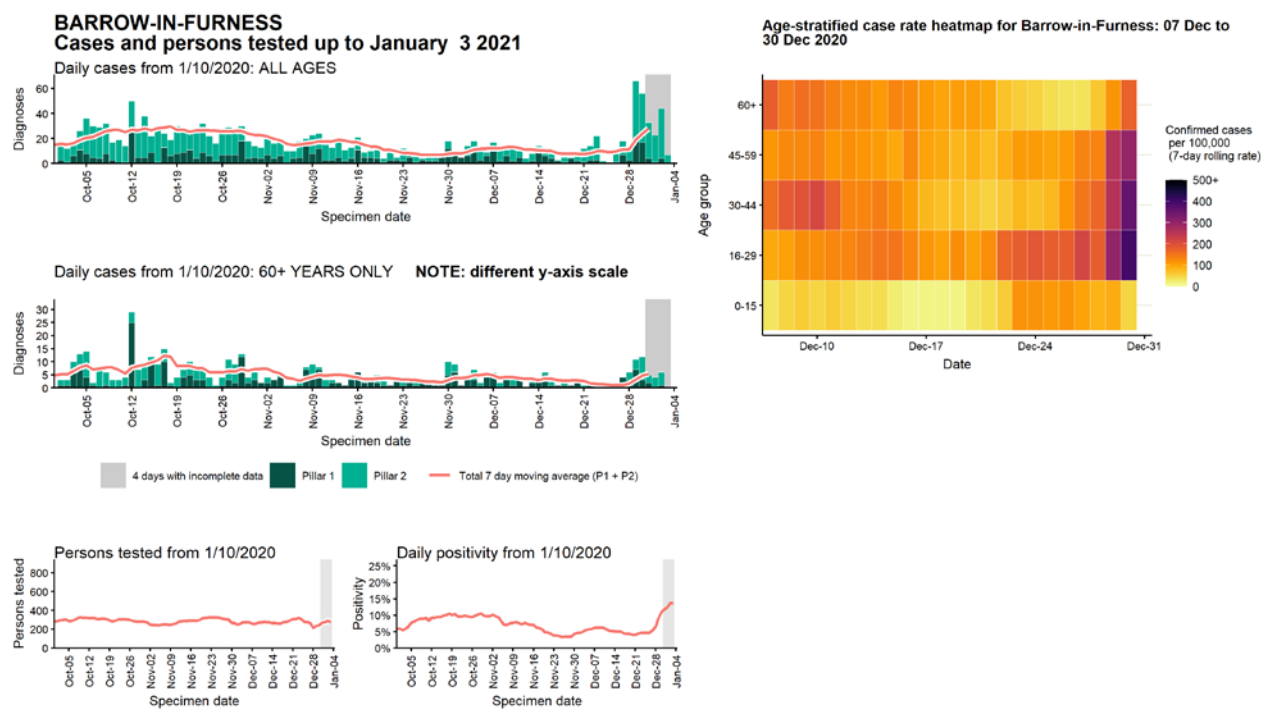 BARROW-IN-FURNESS
Cases and persons tested up to January 3 2021
Daily cases from 1/10/2020: ALL AGES
Diagnoses
60
40
20
0
Oct-05
Oct-12
Oct-19
Oct-26
Nov-02
Nov-09
Nov-16
Nov-23
Nov-30
Dec-07
Dec-14
Dec-21
Dec-28
Jan-04
Specimen date
Daily cases from 1/10/2020: 60+ YEARS ONLY NOTE: different y-axis scale
Diagnoses
30
25
20
15
10
5
0
Oct-05
Oct-12
Oct-19
Oct-26
Nov-02
Nov-09
Nov-16
Nov-23
Nov-30
Dec-07
Dec-14
Dec-21
Dec-28
Jan-04
Specimen date
4 days with incomplete data
Pillar 1
Pillar 2
Total 7 day moving average (P1 + P2)
Persons tested from 1/10/2020
Persons tested
800
600
400
200
0
Oct-05
Oct-12
Oct-19
Oct-26
Nov-02
Nov-09
Nov-16
Nov-23
Nov-30
Dec-07
Dec-14
Dec-21
Dec-28
Jan-04
Specimen date
Daily positivity from 1/10/2020
Positivity
25%
20%
15%
10%
5%
0%
Oct-05
Oct-12
Oct-19
Oct-26
Nov-02
Nov-09
Nov-16
Nov-23
Nov-30
Dec-07
Dec-14
Dec-21
Dec-28
Jan-04
Specimen date
Age-stratified case rate heatmap for Barrow-in-Furness: 07 Dec to
30 Dec 2020
Age group
60+
45-59
30-44
16-29
0-15
Dec-10
Dec-17
Dec-24
Dec-31
Date
Confirmed cases
per 100,000
(7-day rolling rate)
500+
400
300
200
100
0